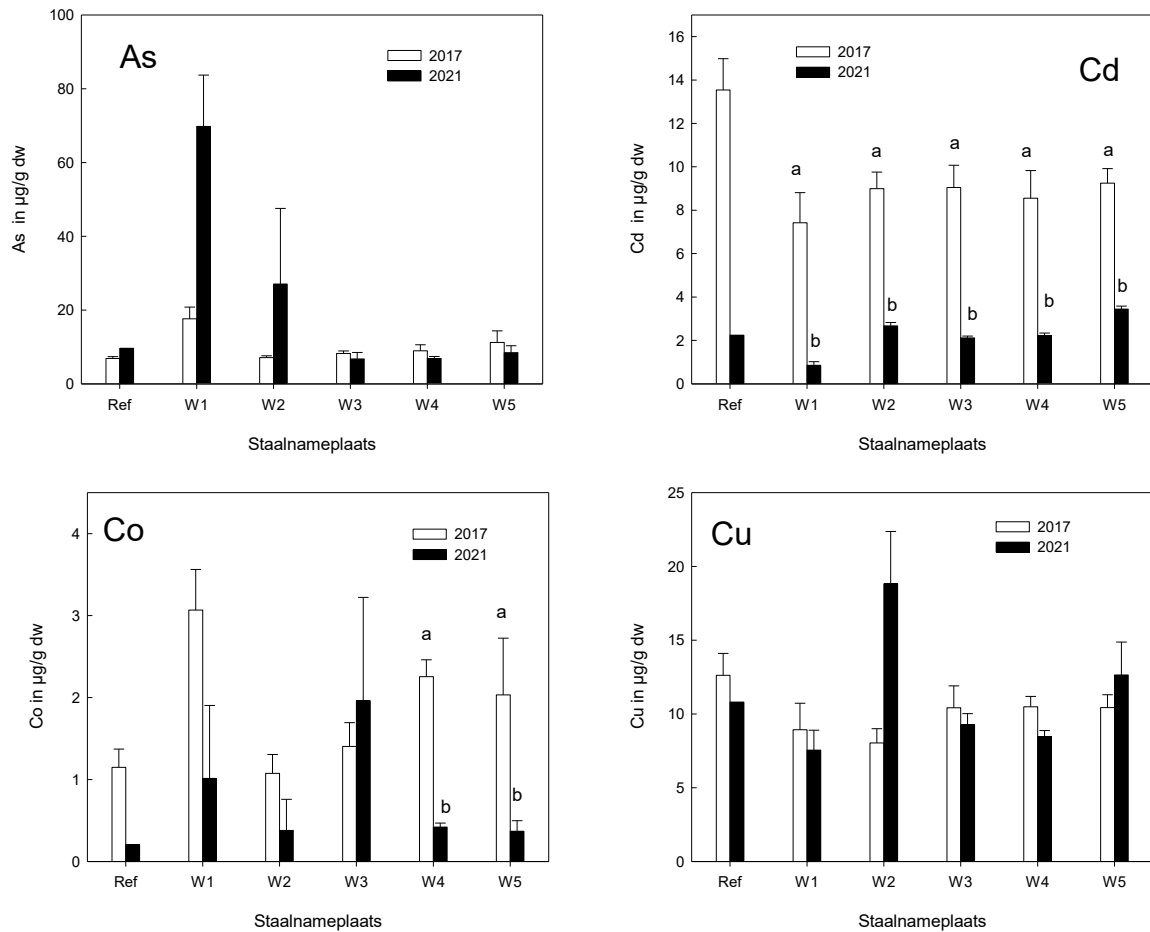 As
2017
2021
As in µg/g dw
100
80
60
40
20
0
Ref W1 W2 W3 W4 W5
Staalnameplaats
Cd
2017
2021
Cd in µg/g dw
16
14
12
10
8
6
4
2
0
a a a a a
b b b b b
Ref W1 W2 W3 W4 W5
Staalnameplaats
Co
2017
2021
Co in µg/g dw
4
3
2
1
0
a a
b b
Ref W1 W2 W3 W4 W5
Staalnameplaats
Cu
2017
2021
Cu in µg/g dw
25
20
15
10
5
0
Ref W1 W2 W3 W4 W5
Staalnameplaats